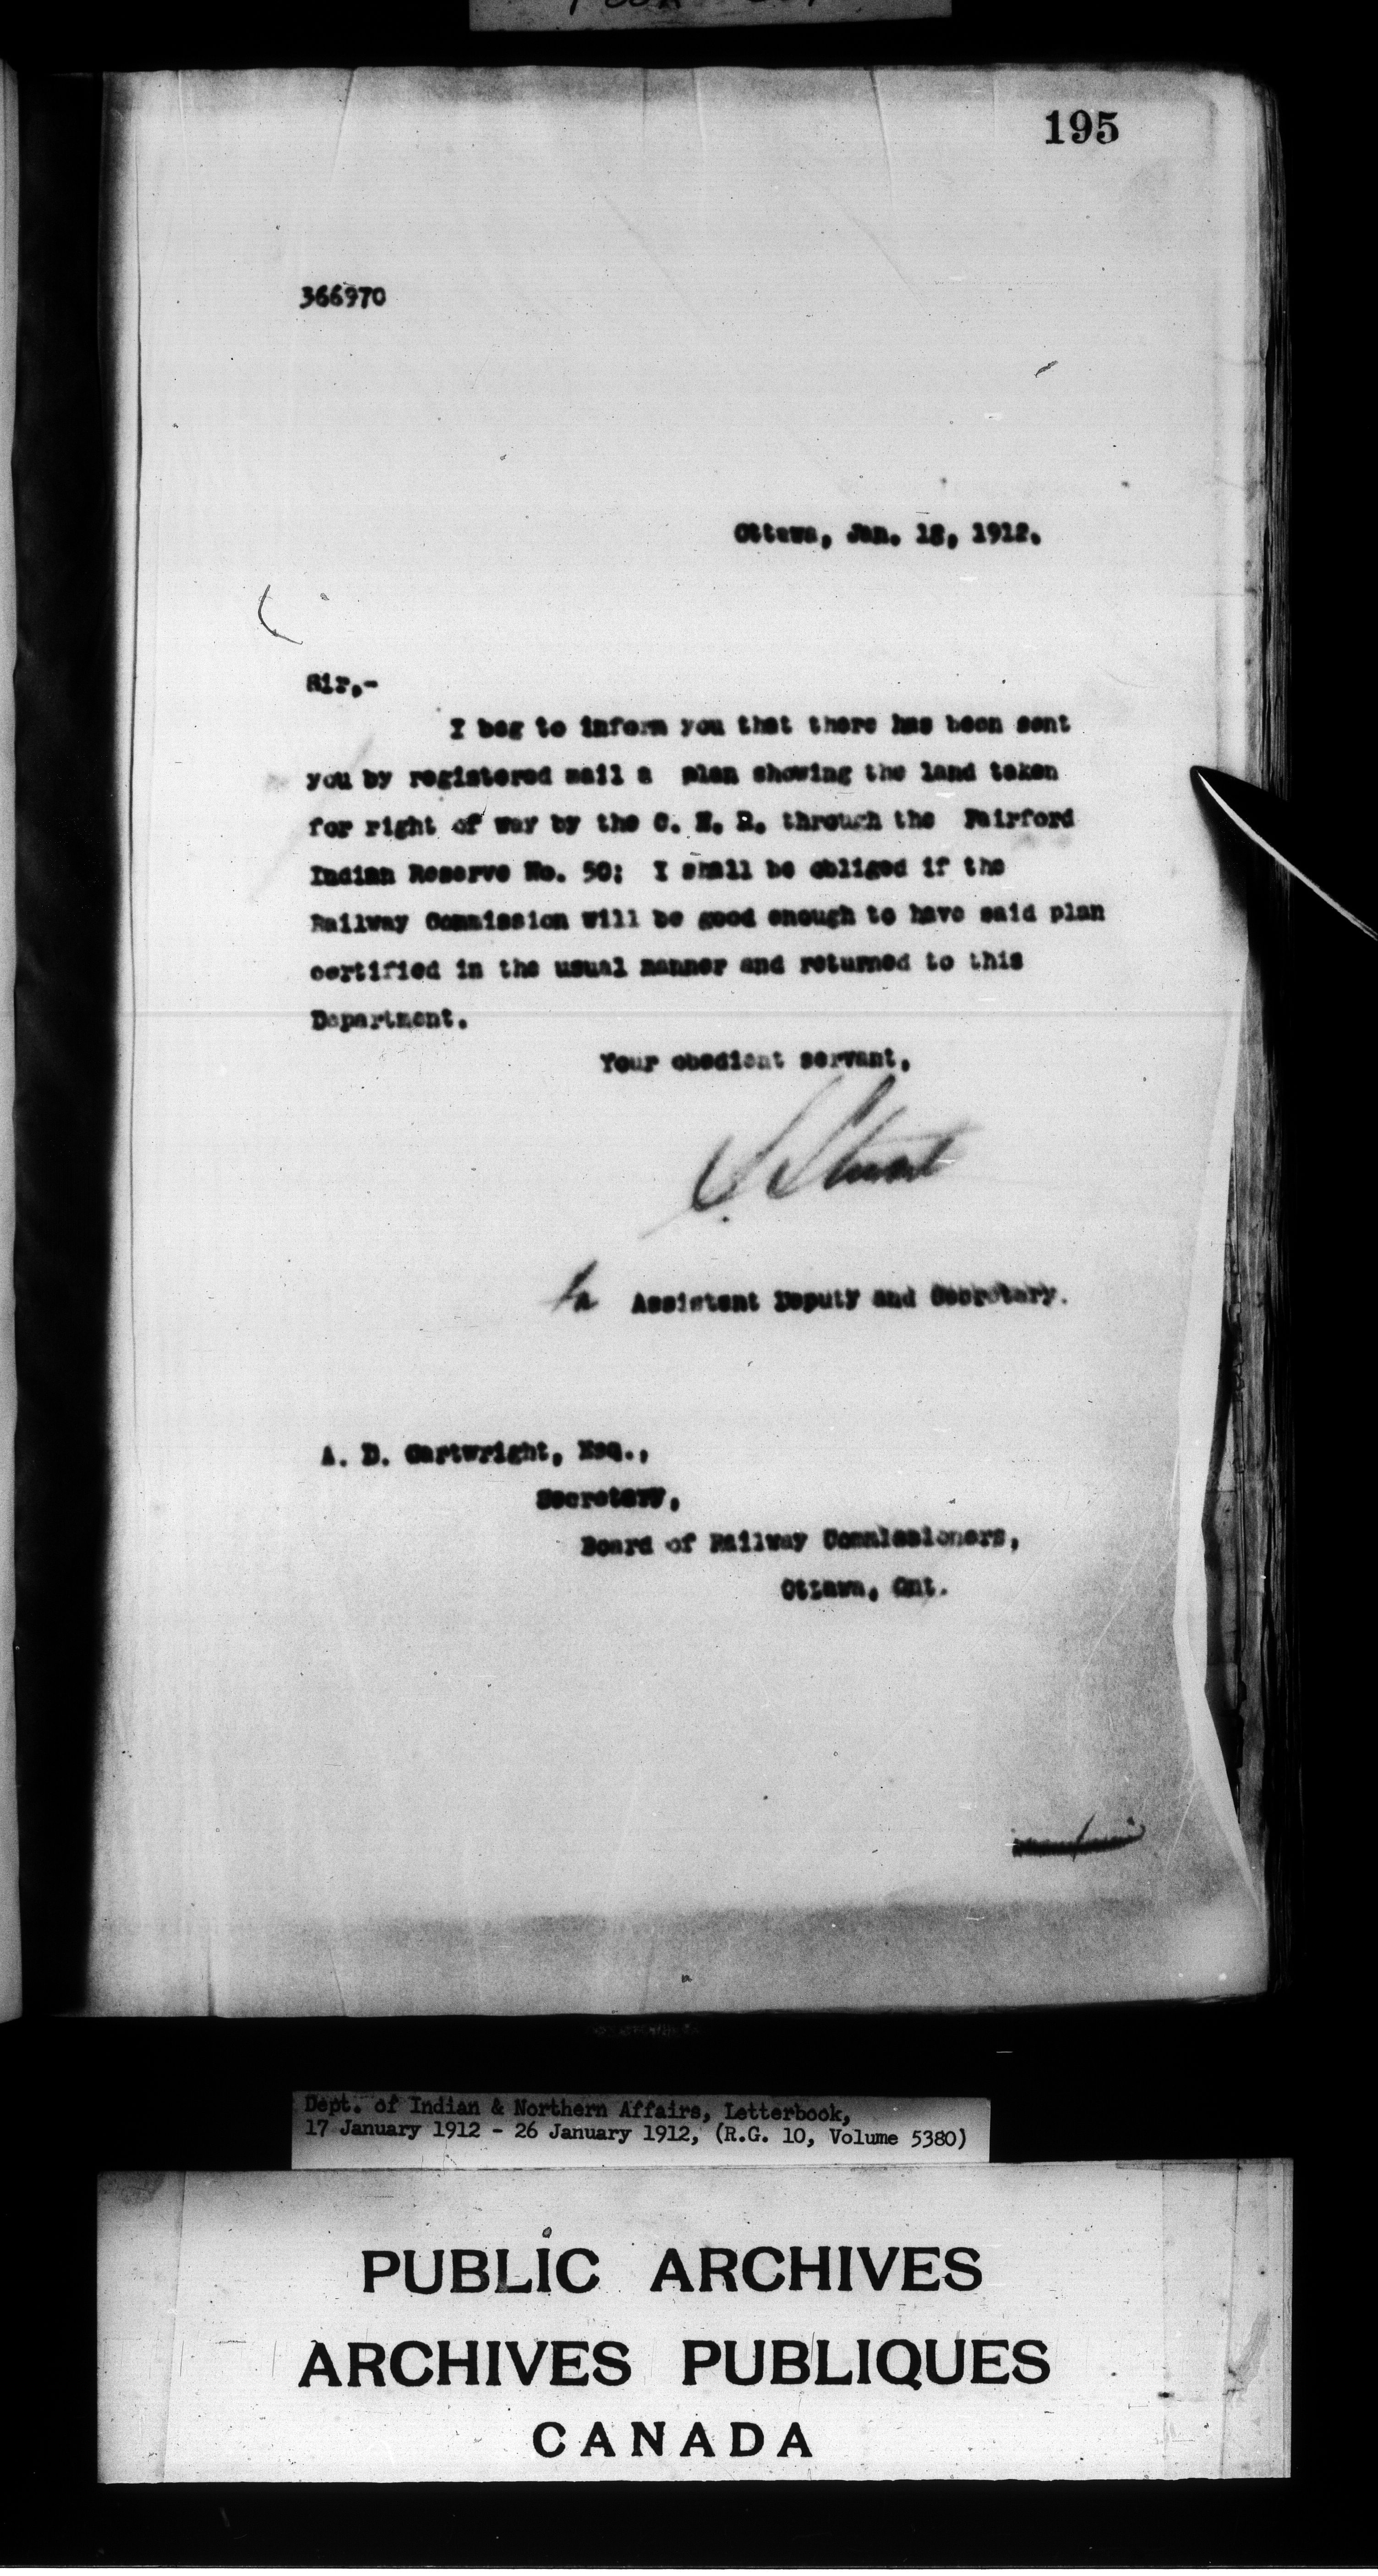 195
366970
Ottawa, Jan. 18, 1912.
Sir,-
I beg to inform you that there has been sent
you by registered mail a plan showing the land taken
for right of way by the C. N. R. through the Fairford
Indian Reserve No. 50; I shall be obliged if the
Railway Commission will be good enough to have said plan
certified in the usual manner and returned to this
Department.
Your obedient servant,
S Stewart
Assistant Deputy and Secretary.
A. D. Cartwright, Esq.,
Secretary,
Board of Railway Commissioners,
Ottawa, Ont.
Dept. of Indian & Northern Affairs, Letterbook,
17 January 1912 - 26 January 1912, (R.G. 10, Volume 5380)
PUBLIC ARCHIVES
ARCHIVES PUBLIQUES
CANADA